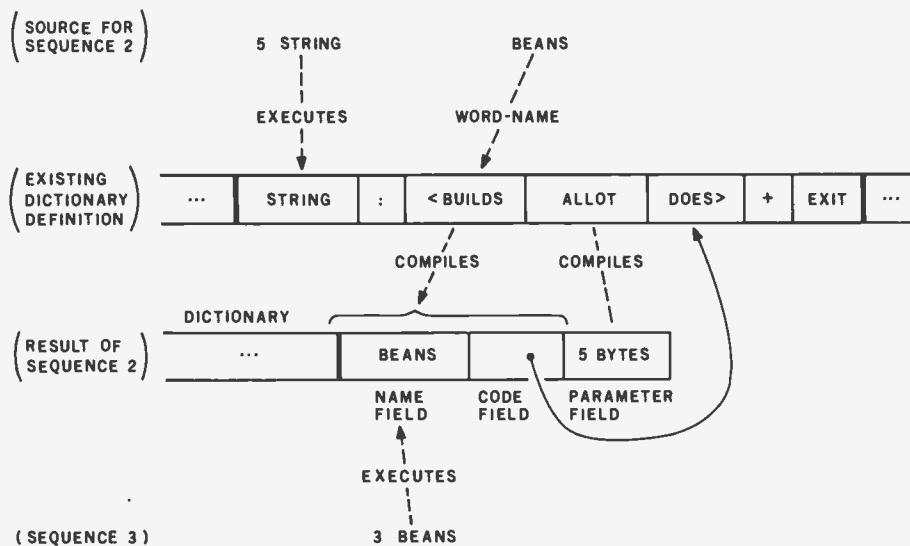 (SOURCE FOR SEQUENCE 2)
5 STRING
BEANS
EXECUTES
WORD-NAME
(EXISTING DICTIONARY DEFINITION)
... STRING : <BUILDS ALLOT DOES> + EXIT ...
COMPILES
COMPILES
DICTIONARY
(RESULT OF SEQUENCE 2)
... BEANS 5 BYTES
NAME FIELD
CODE FIELD
PARAMETER FIELD
EXECUTES
(SEQUENCE 3)
3 BEANS